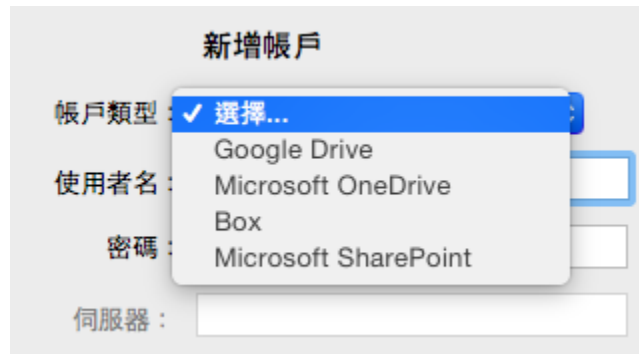 新增帳戶
帳戶類型：✓ 選擇...
Google Drive
使用者名：
Microsoft OneDrive
Box
密碼：
Microsoft SharePoint
伺服器：